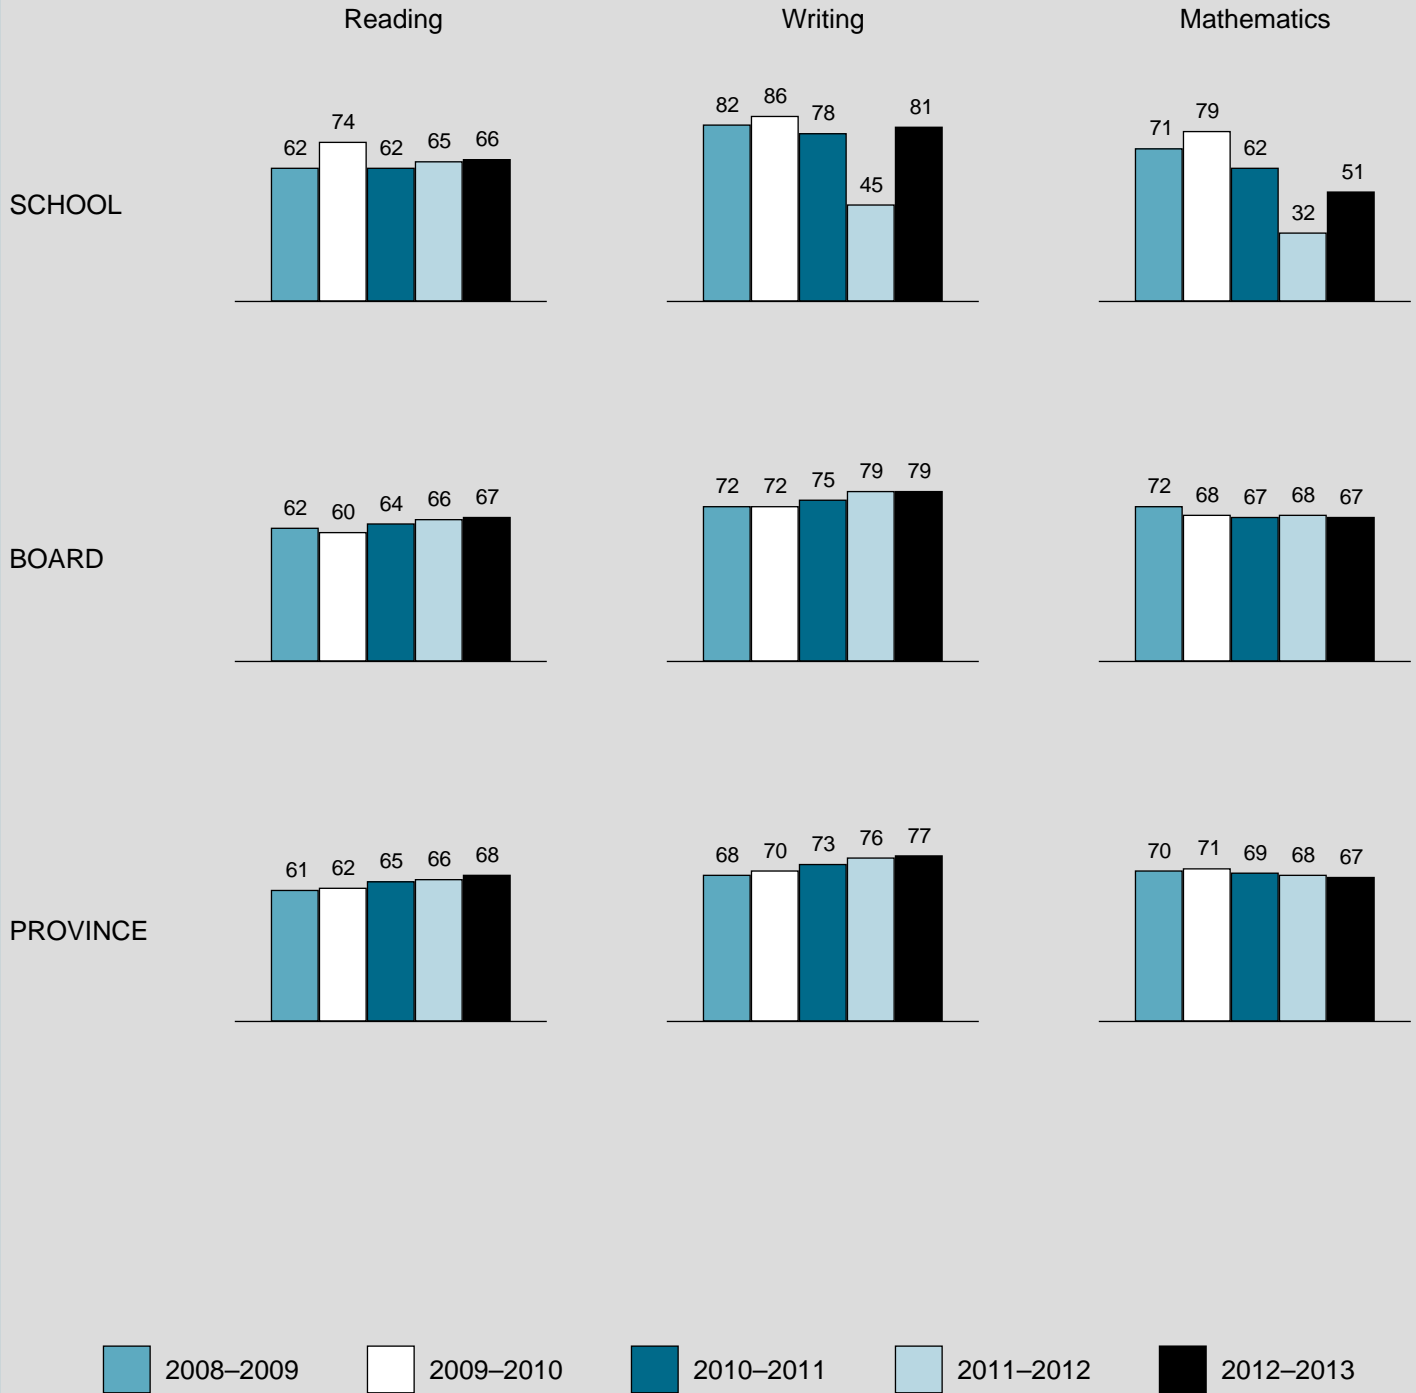 Reading Writing Mathematics
SCHOOL
62 74 62 65 66
82 86 78 45 81
71 79 62 32 51
BOARD
62 60 64 66 67
72 72 75 79 79
72 68 67 68 67
PROVINCE
61 62 65 66 68
68 70 73 76 77
70 71 69 68 67
2008–2009 2009–2010 2010–2011 2011–2012 2012–2013